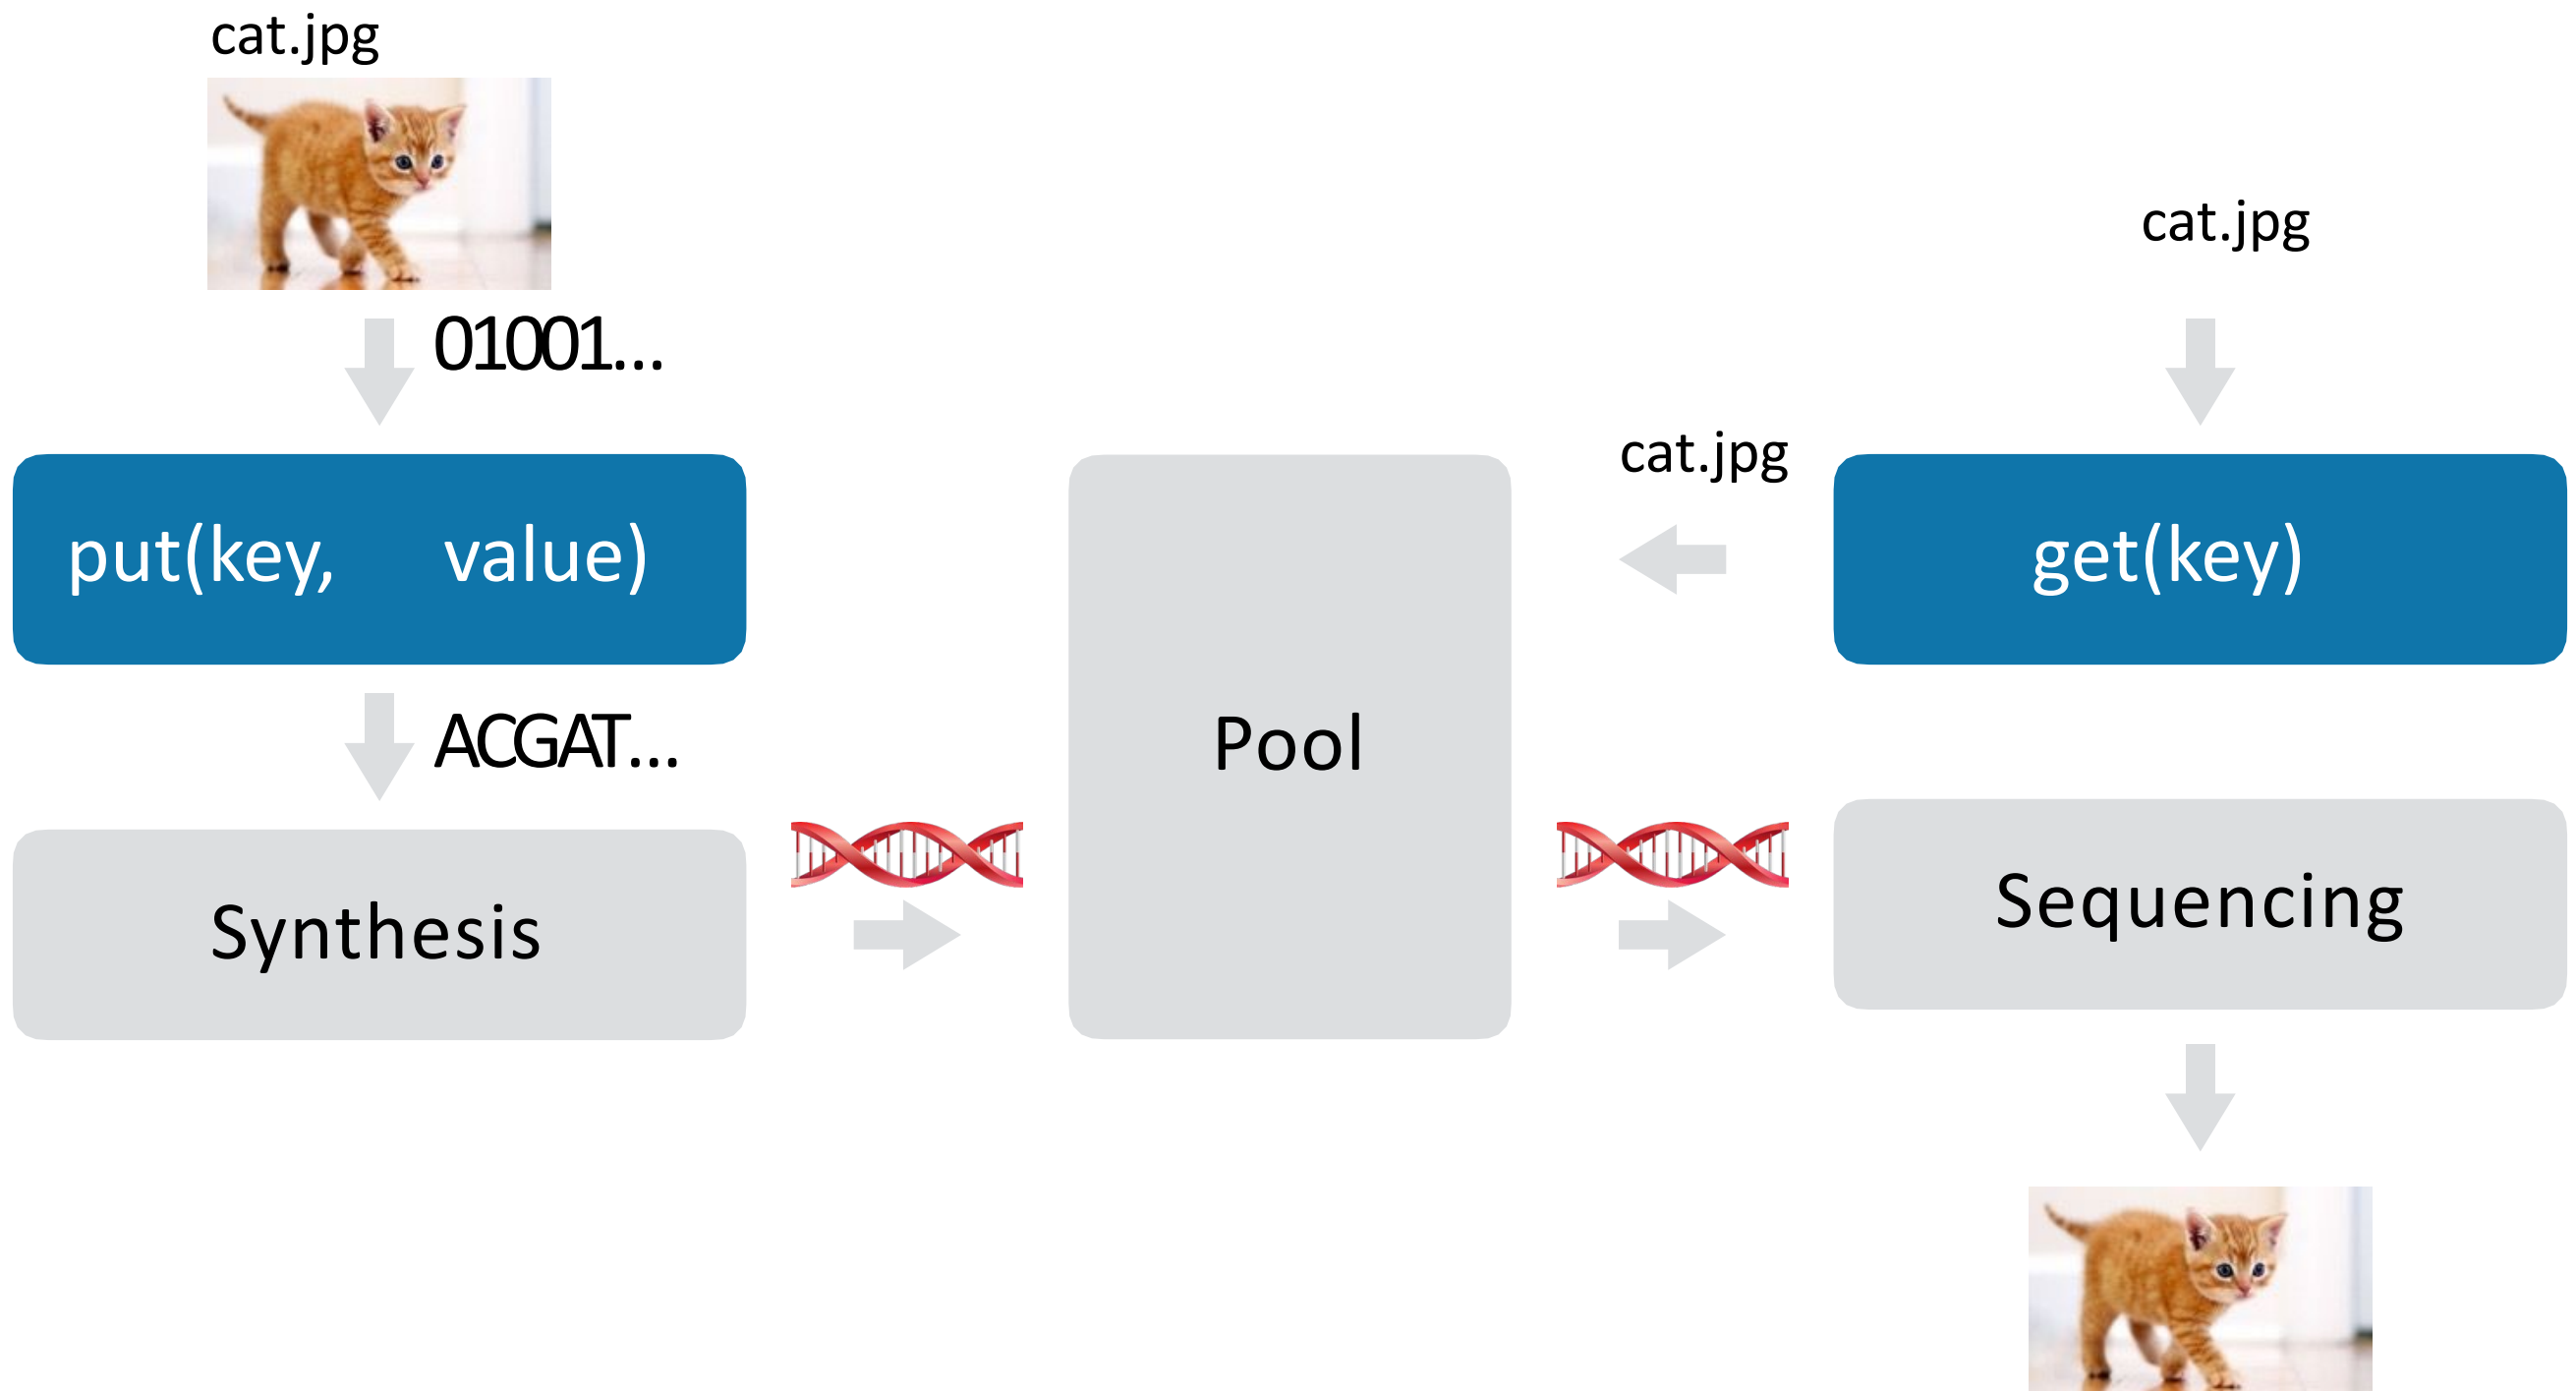 cat.jpg
01001...
put(key, value)
ACGAT...
Synthesis
Pool
cat.jpg
cat.jpg
get(key)
Sequencing